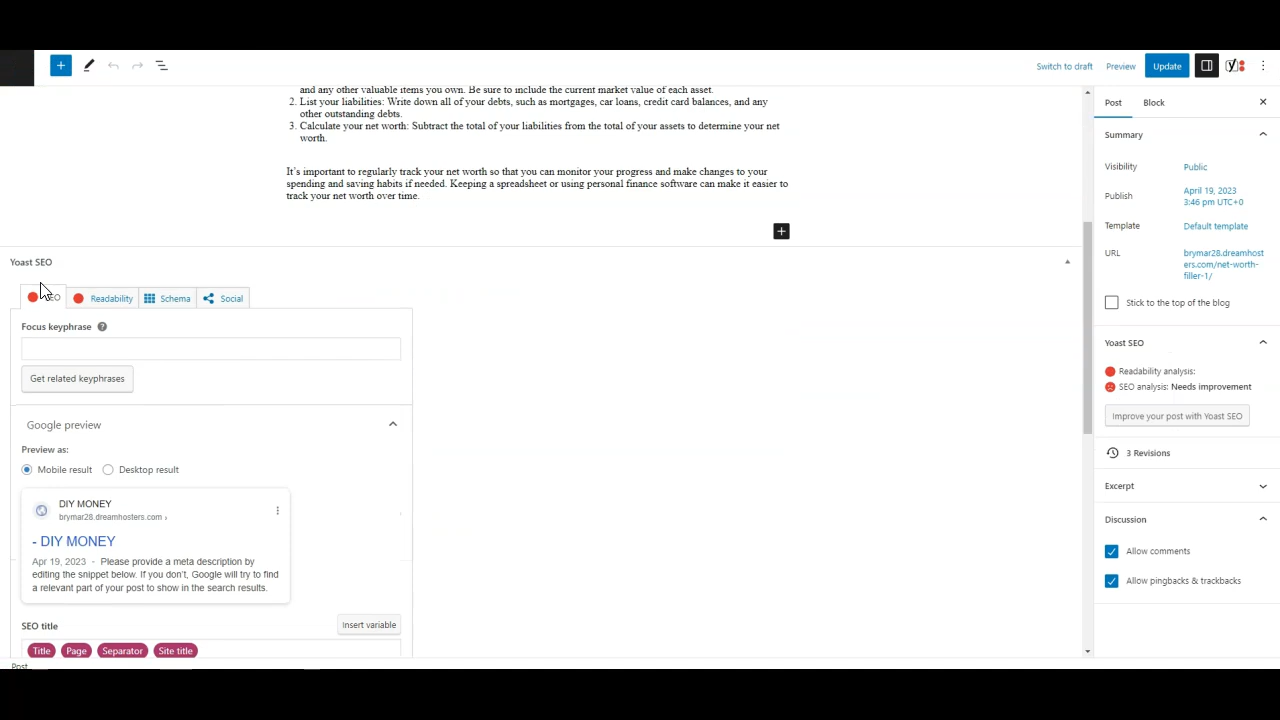 Switch to draft
Preview
Update
and any other valuable items you own. Be sure to include the current market value of each asset.
2. List your liabilities: Write down all of your debts, such as mortgages, car loans, credit card balances, and any
other outstanding debts.
3. Calculate your net worth: Subtract the total of your liabilities from the total of your assets to determine your net
worth.
It's important to regularly track your net worth so that you can monitor your progress and make changes to your
spending and saving habits if needed. Keeping a spreadsheet or using personal finance software can make it easier to
track your net worth over time.
Yoast SEO
Readability
Schema
Social
Focus keyphrase
Get related keyphrases
Google preview
Preview as:
Mobile result
Desktop result
DIY MONEY
brymar28.dreamhosters.com ›
- DIY MONEY
Apr 19, 2023 - Please provide a meta description by
editing the snippet below. If you don't, Google will try to find
a relevant part of your post to show in the search results.
SEO title
Insert variable
Title Page Separator Site title
Post
Post
Block
Summary
Visibility
Public
Publish
April 19, 2023
3:46 pm UTC+0
Template
Default template
URL
brymar28.dreamhost
ers.com/net-worth-
filler-1/
Stick to the top of the blog
Yoast SEO
Readability analysis:
SEO analysis: Needs improvement
Improve your post with Yoast SEO
3 Revisions
Excerpt
Discussion
Allow comments
Allow pingbacks & trackbacks